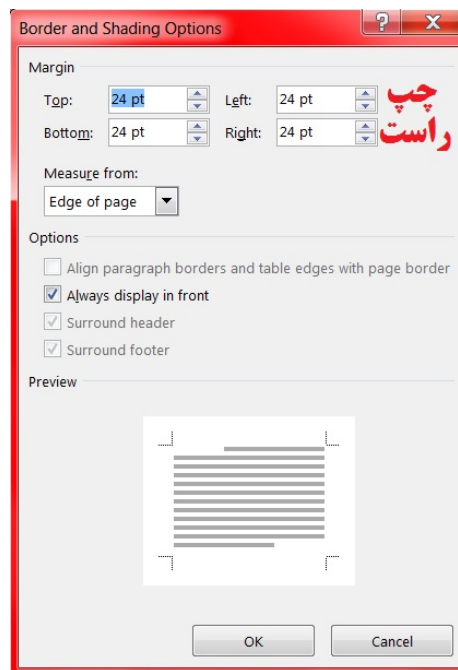 Border and Shading Options
Margin
Top: 24 pt Left: 24 pt چپ
Bottom: 24 pt Right: 24 pt راست
Measure from:
Edge of page
Options
Align paragraph borders and table edges with page border
Always display in front
Surround header
Surround footer
Preview
OK Cancel